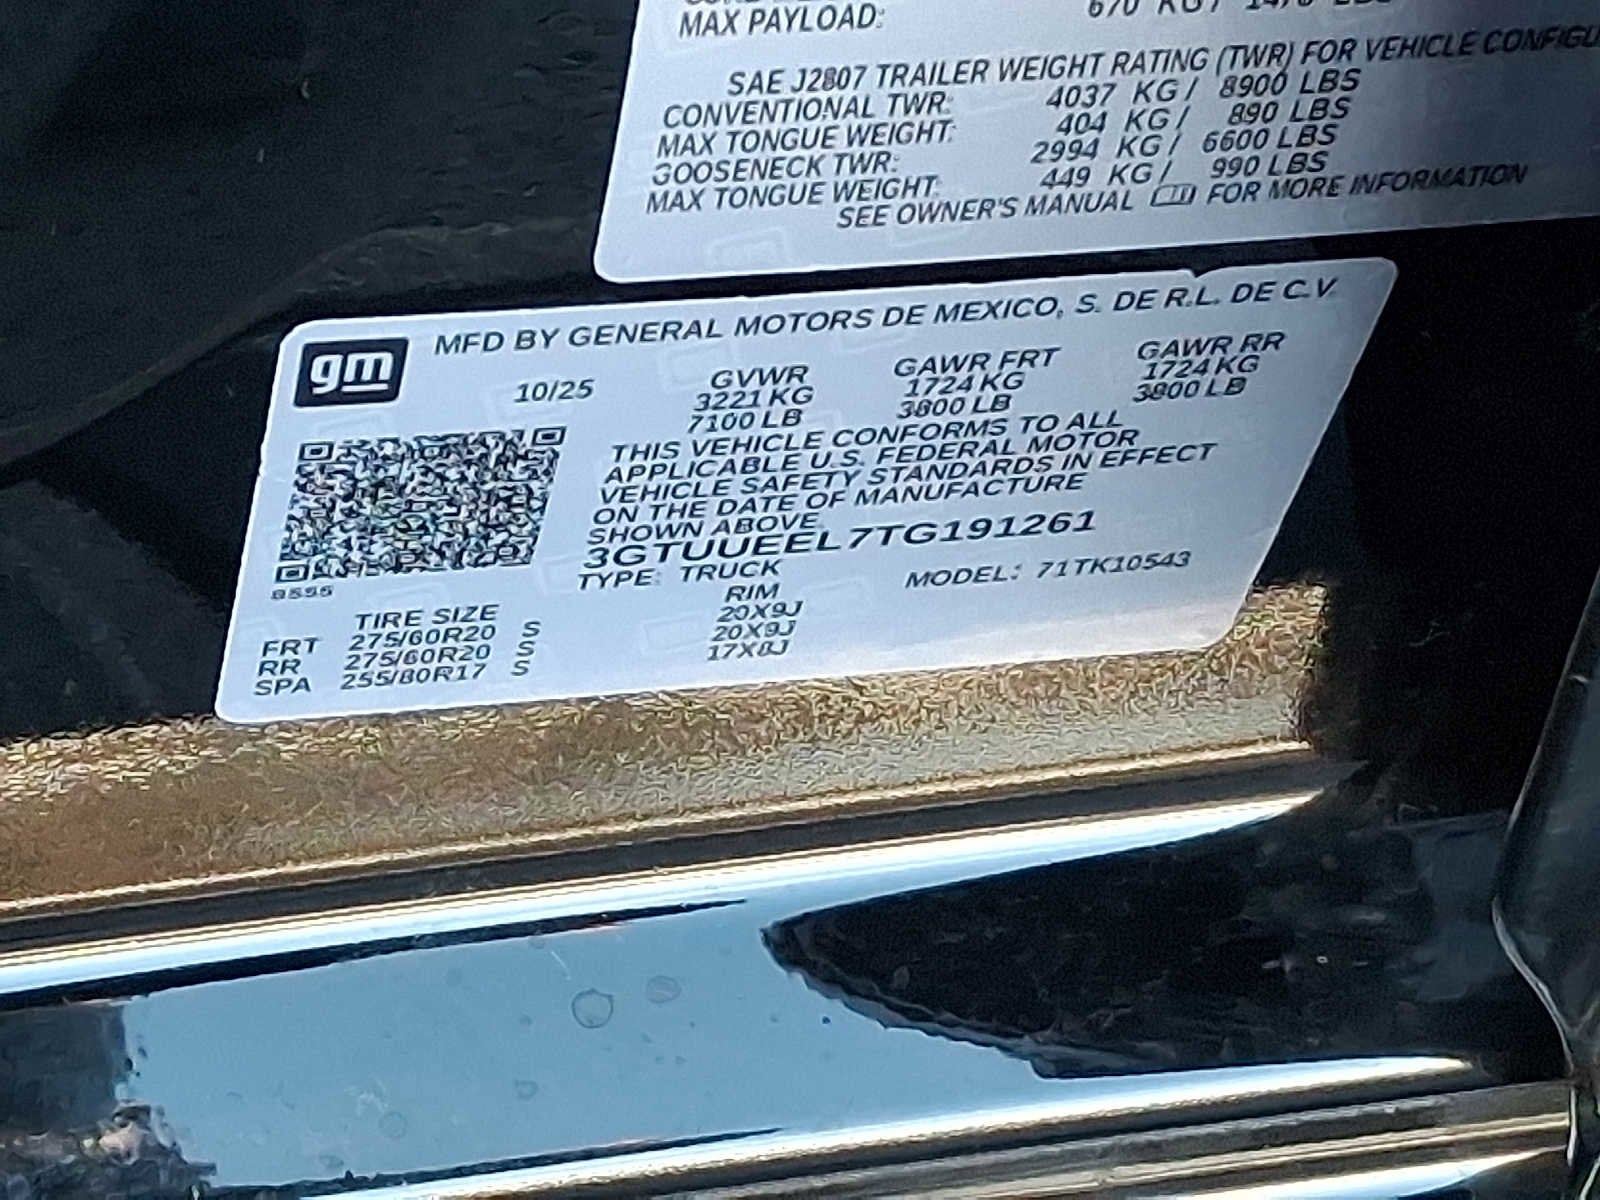 MAX PAYLOAD: 670 KG /
SAE J2807 TRAILER WEIGHT RATING (TWR) FOR VEHICLE
CONVENTIONAL TWR: 4037 KG / 8900 LBS
MAX TONGUE WEIGHT: 404 KG / 890 LBS
GOOSENECK TWR: 2994 KG / 6600 LBS
MAX TONGUE WEIGHT: 449 KG / 990 LBS
SEE OWNER'S MANUAL FOR MORE INFORMATION
gm
MFD BY GENERAL MOTORS DE MEXICO, S. DE R.L. DE C.V.
10/25 GVWR GAWR FRT GAWR RR
3221 KG 1724 KG 1724 KG
7100 LB 3800 LB 3800 LB
THIS VEHICLE CONFORMS TO ALL
APPLICABLE U.S. FEDERAL MOTOR
VEHICLE SAFETY STANDARDS IN EFFECT
ON THE DATE OF MANUFACTURE
SHOWN ABOVE.
3GTUUEEL7TG191261
TYPE: TRUCK MODEL: 71TK10543
TIRE SIZE RIM
FRT 275/60R20 S 20X9J
RR 275/60R20 S 20X9J
SPA 255/80R17 S 17X8J